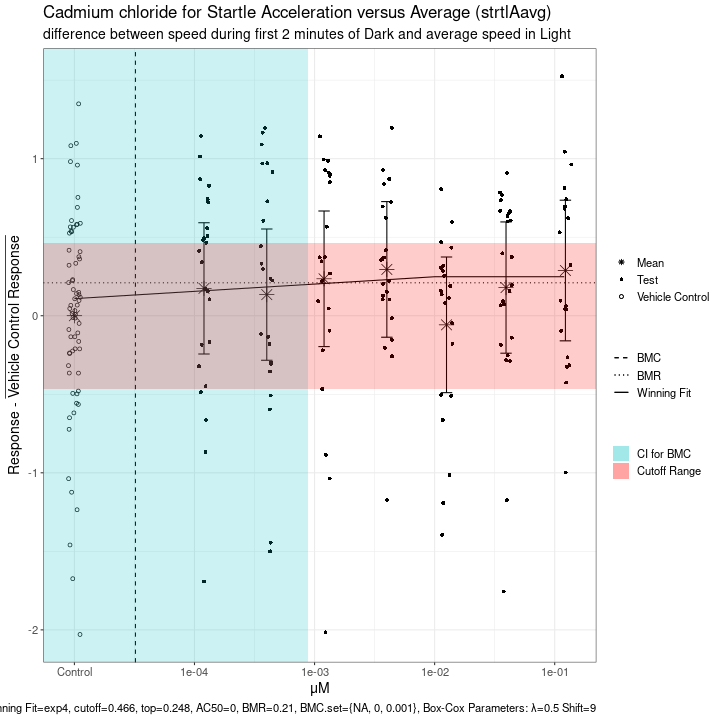 Cadmium chloride for Startle Acceleration versus Average (strtlAavg)
difference between speed during first 2 minutes of Dark and average speed in Light
Response - Vehicle Control Response
1
0
-1
-2
Control
1e-04
1e-03
1e-02
1e-01
µM
Mean
Test
Vehicle Control
BMC
BMR
Winning Fit
CI for BMC
Cutoff Range
Fit=exp4, cutoff=0.466, top=0.248, AC50=0, BMR=0.21, BMC.set={NA, 0, 0.001}, Box-Cox Parameters: λ=0.5 Shift=9